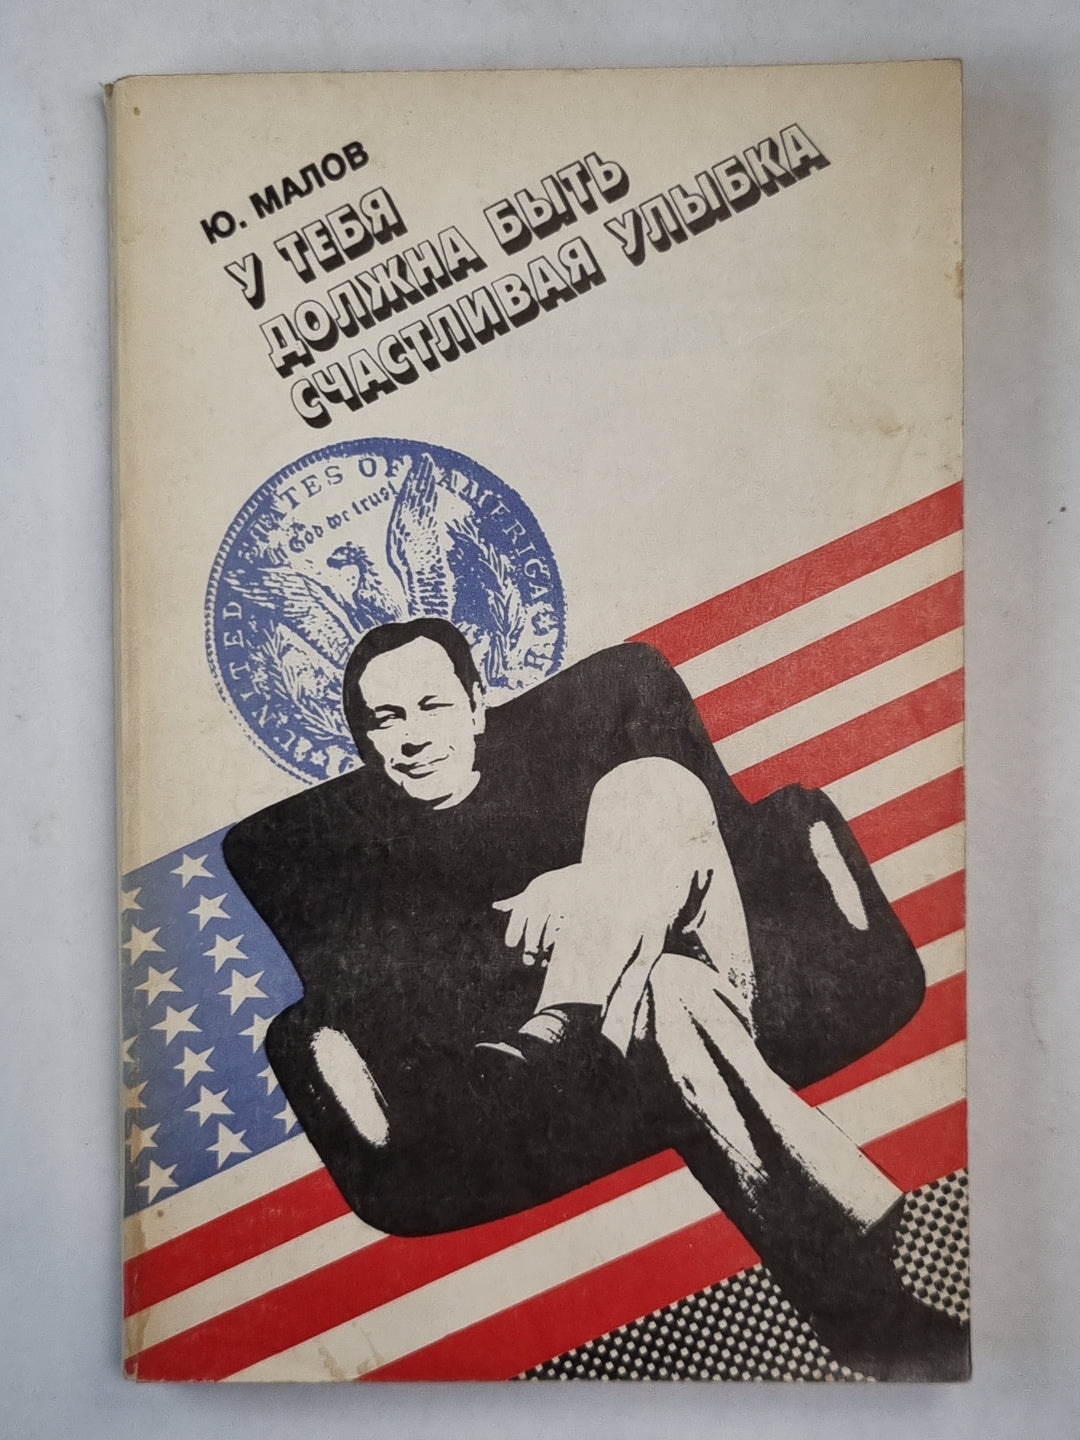 Ю. МАЛОВ
У ТЕБЯ
ДОЛЖНА БЫТЬ
СЧАСТЛИВАЯ УЛЫБКА
UNITED STATES OF AMERICA
In God we trust